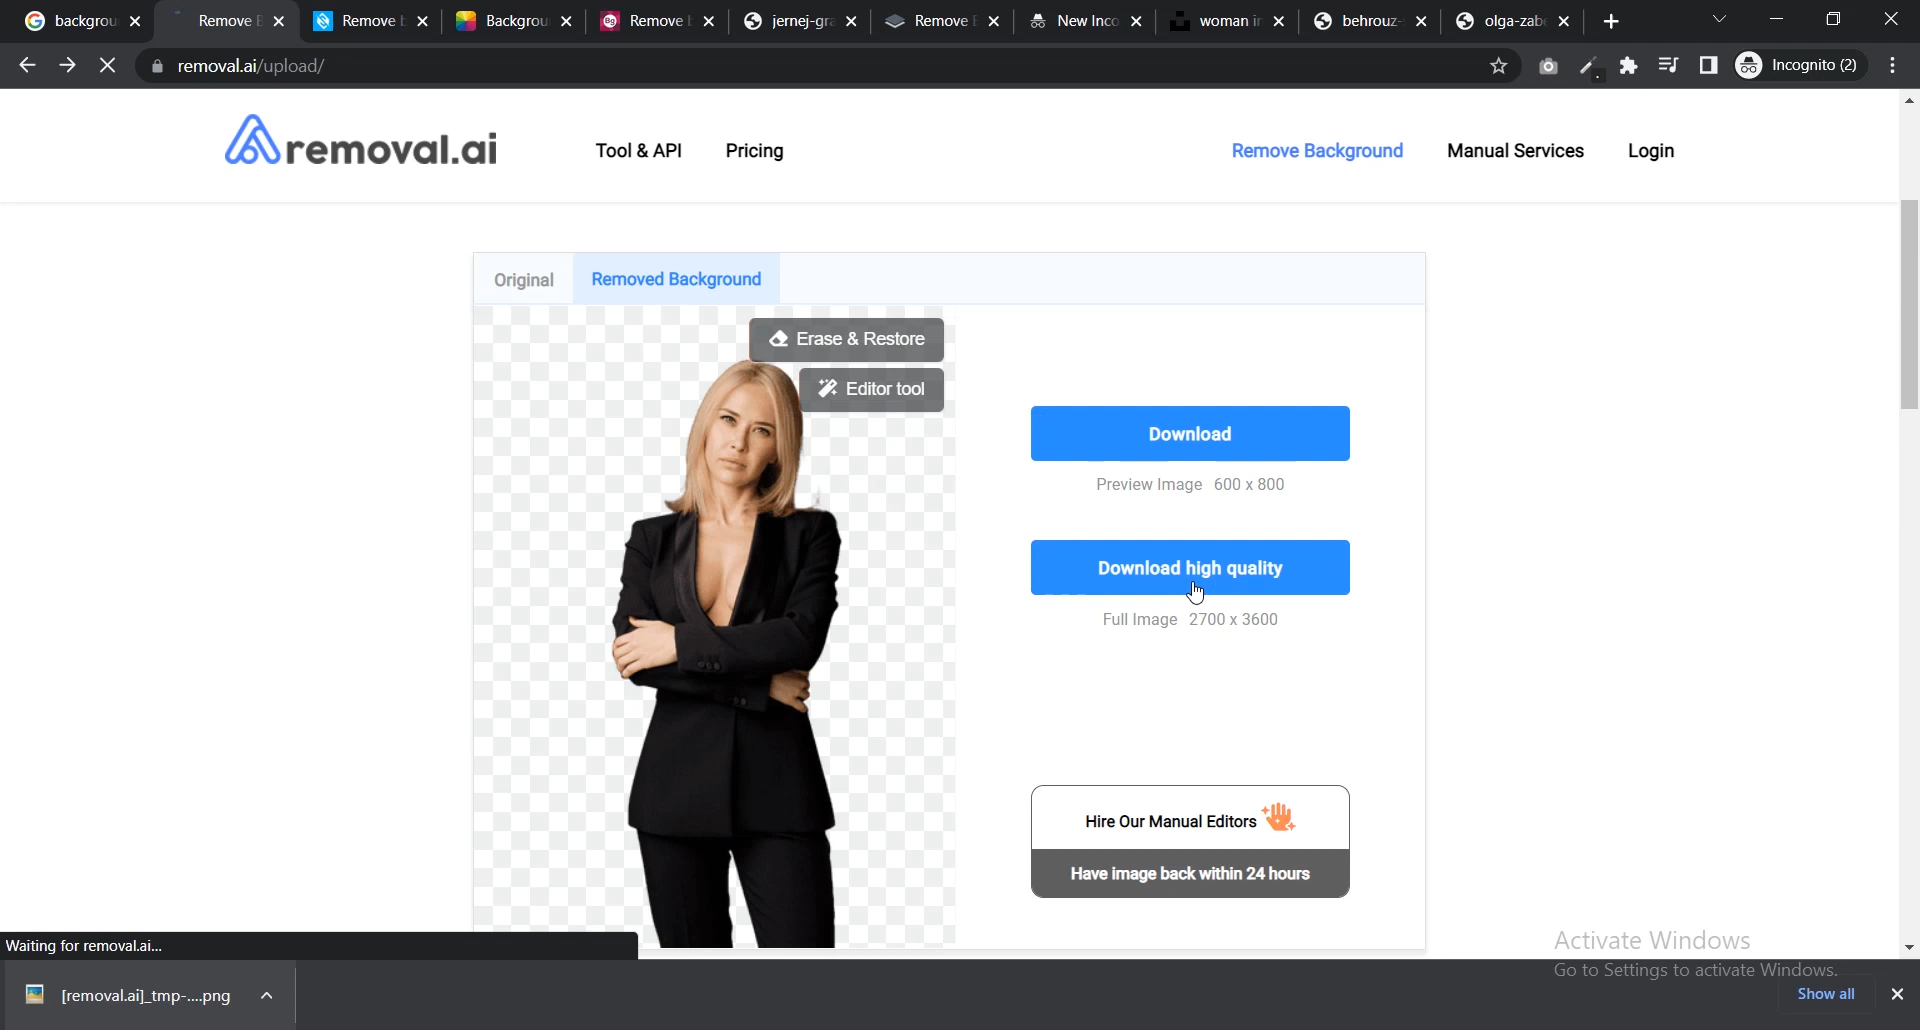 backgrou
Remove B
Remove b
Backgrou
Remove b
jernej-gra
Remove B
New Inco
woman in
behrouz-
olga-zabe
removal.ai/upload/
Incognito (2)
removal.ai
Tool & API
Pricing
Remove Background
Manual Services
Login
Original
Removed Background
Erase & Restore
Editor tool
Download
Preview Image 600 x 800
Download high quality
Full Image 2700 x 3600
Hire Our Manual Editors
Have image back within 24 hours
Activate Windows
Go to Settings to activate Windows.
Waiting for removal.ai...
[removal.ai]_tmp-....png
Show all